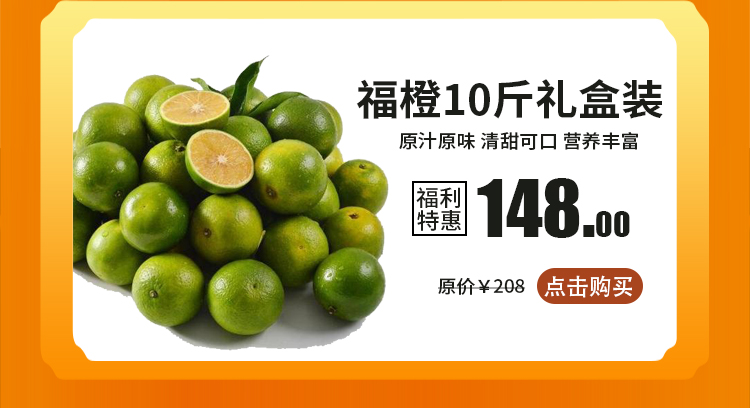 福橙10斤礼盒装
原汁原味 清甜可口 营养丰富
福利
特惠
148.00
原价￥208
点击购买